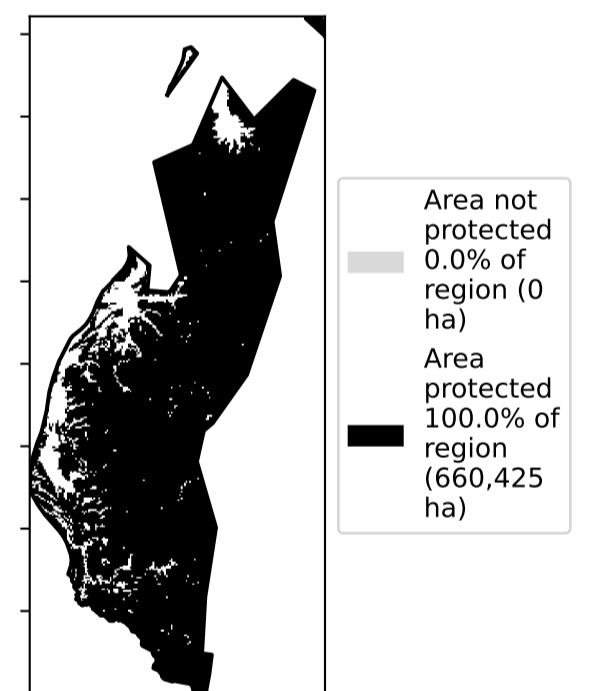 Area not
protected
0.0% of
region (0
ha)
Area
protected
100.0% of
region
(660,425
ha)